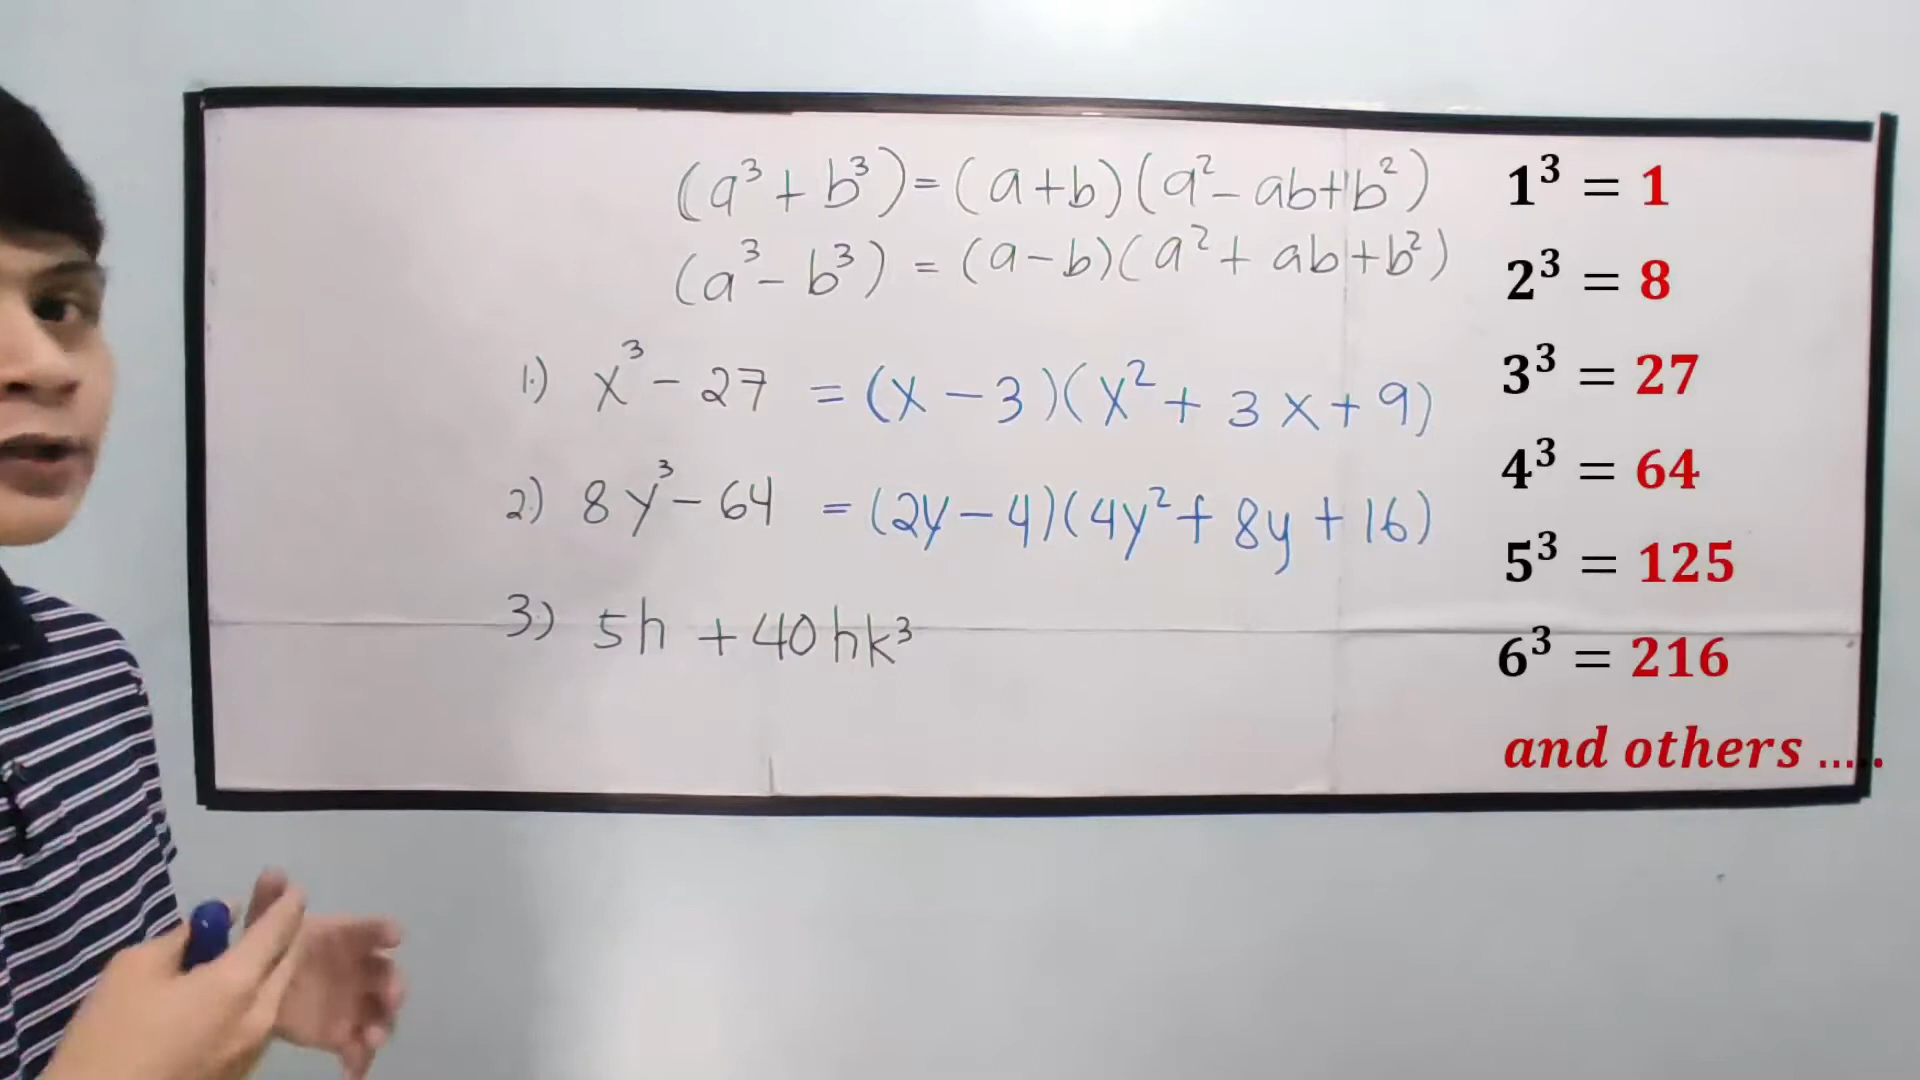 (a³ + b³) = (a+b)(a² - ab + b²)
(a³ - b³) = (a-b)(a² + ab + b²)
1.) x³ - 27 = (x - 3)(x² + 3x + 9)
2.) 8y³ - 64 = (2y - 4)(4y² + 8y + 16)
3.) 5h + 40hk³
1³ = 1
2³ = 8
3³ = 27
4³ = 64
5³ = 125
6³ = 216
and others .....